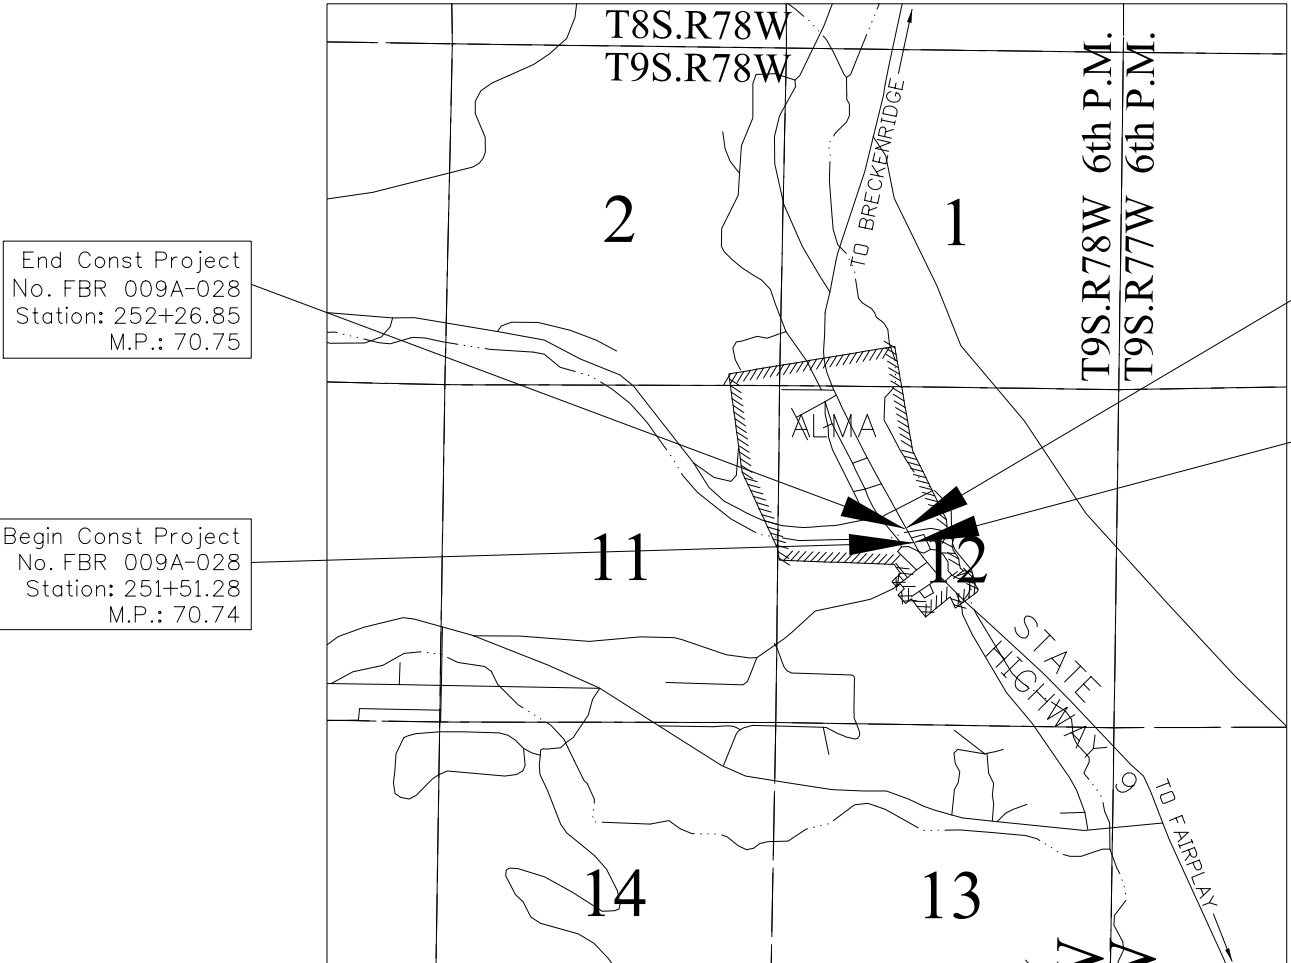 T8S.R78W
T9S.R78W
T9S.R78W 6th P.M.
T9S.R77W 6th P.M.
TO BRECKENRIDGE
2
1
End Const Project
No. FBR 009A-028
Station: 252+26.85
M.P.: 70.75
ALMA
Begin Const Project
No. FBR 009A-028
Station: 251+51.28
M.P.: 70.74
11
12
STATE
HIGHWAY 9
TO FAIRPLAY
14
13
W
W